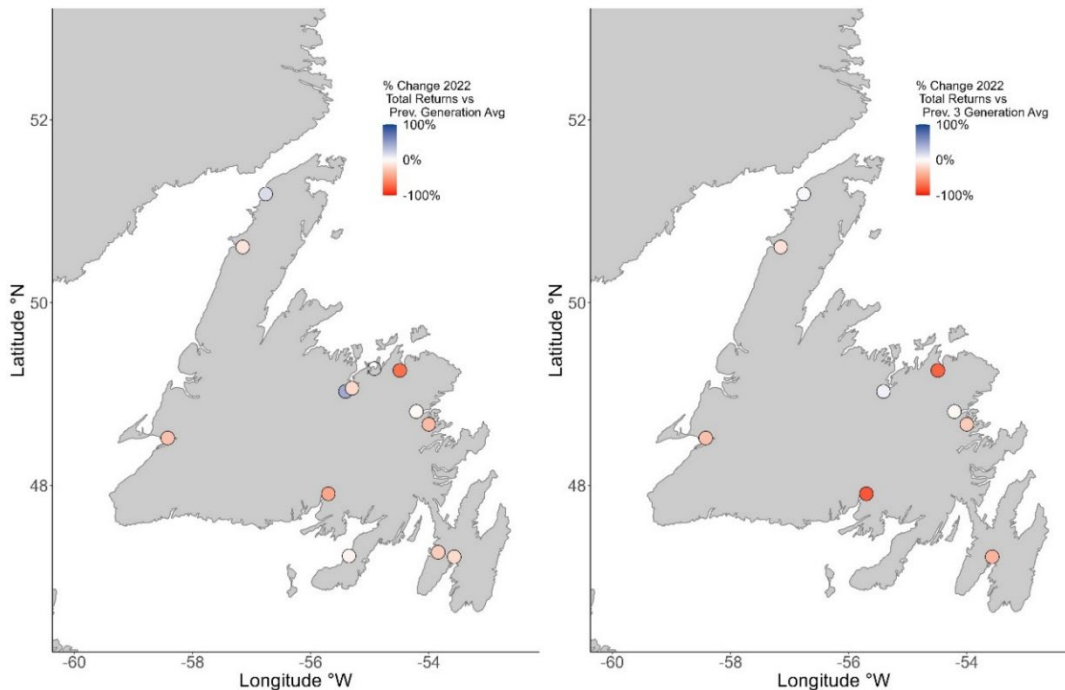 % Change 2022
Total Returns vs
Prev. Generation Avg
100%
0%
-100%
52
50
48
Latitude °N
-60
-58
-56
-54
Longitude °W
% Change 2022
Total Returns vs
Prev. 3 Generation Avg
100%
0%
-100%
52
50
48
Latitude °N
-60
-58
-56
-54
Longitude °W